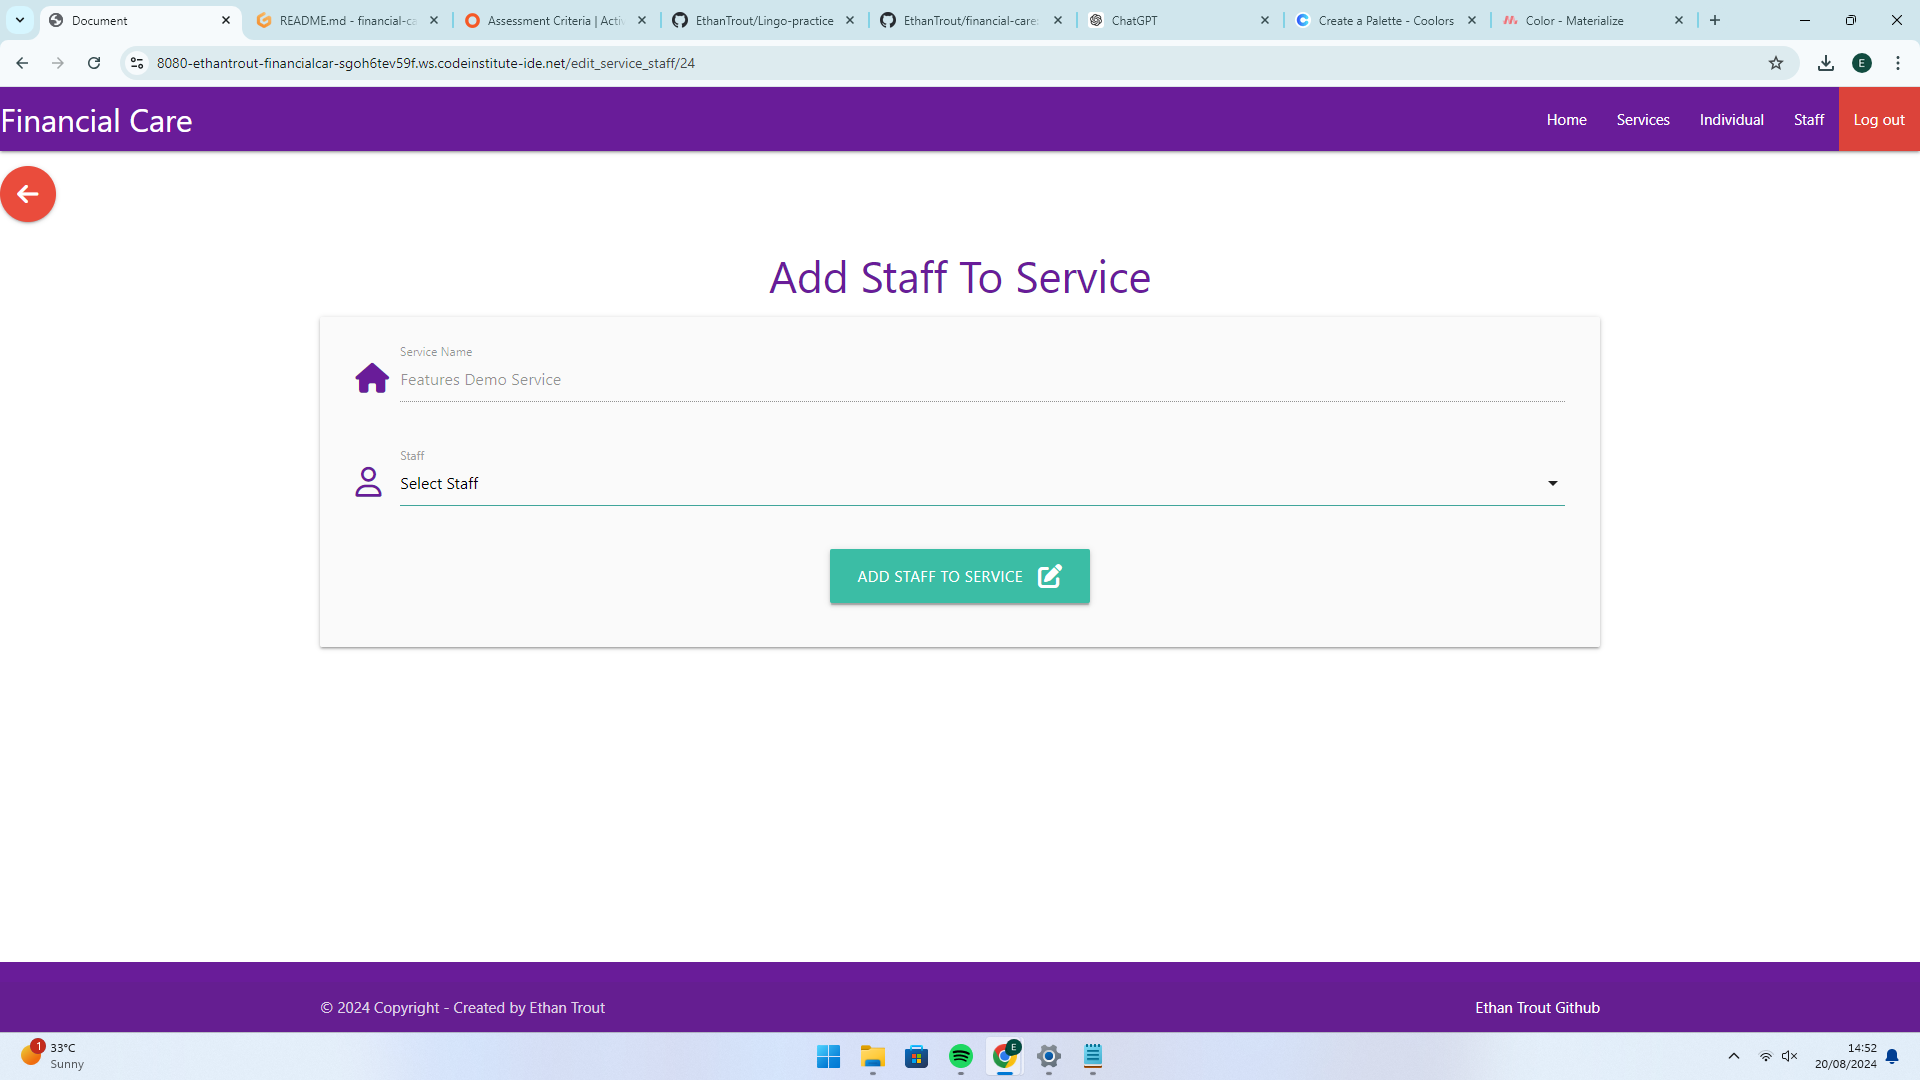 Document
README.md - financial-ca
Assessment Criteria | Activ
EthanTrout/Lingo-practice
EthanTrout/financial-care
ChatGPT
Create a Palette - Coolors
Color - Materialize
8080-ethantrout-financialcar-sgoh6tev59f.ws.codeinstitute-ide.net/edit_service_staff/24
E
Financial Care
Home
Services
Individual
Staff
Log out
Add Staff To Service
Service Name
Features Demo Service
Staff
Select Staff
ADD STAFF TO SERVICE
© 2024 Copyright - Created by Ethan Trout
Ethan Trout Github
1
33°C
Sunny
E
14:52
20/08/2024